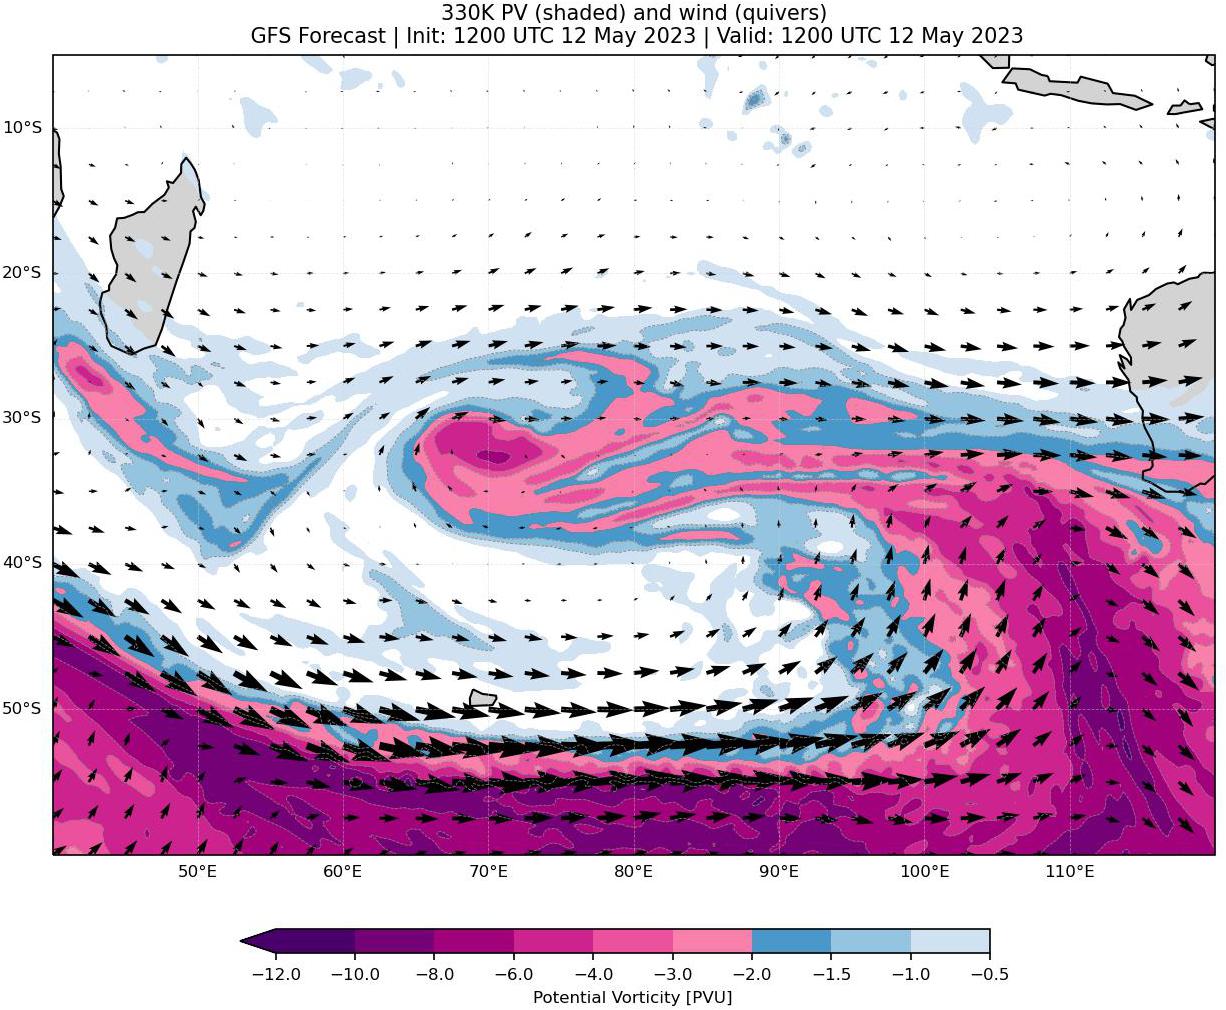 330K PV (shaded) and wind (quivers)
GFS Forecast | Init: 1200 UTC 12 May 2023 | Valid: 1200 UTC 12 May 2023
10°S
20°S
30°S
40°S
50°S
50°E 60°E 70°E 80°E 90°E 100°E 110°E
−12.0 −10.0 −8.0 −6.0 −4.0 −3.0 −2.0 −1.5 −1.0 −0.5
Potential Vorticity [PVU]